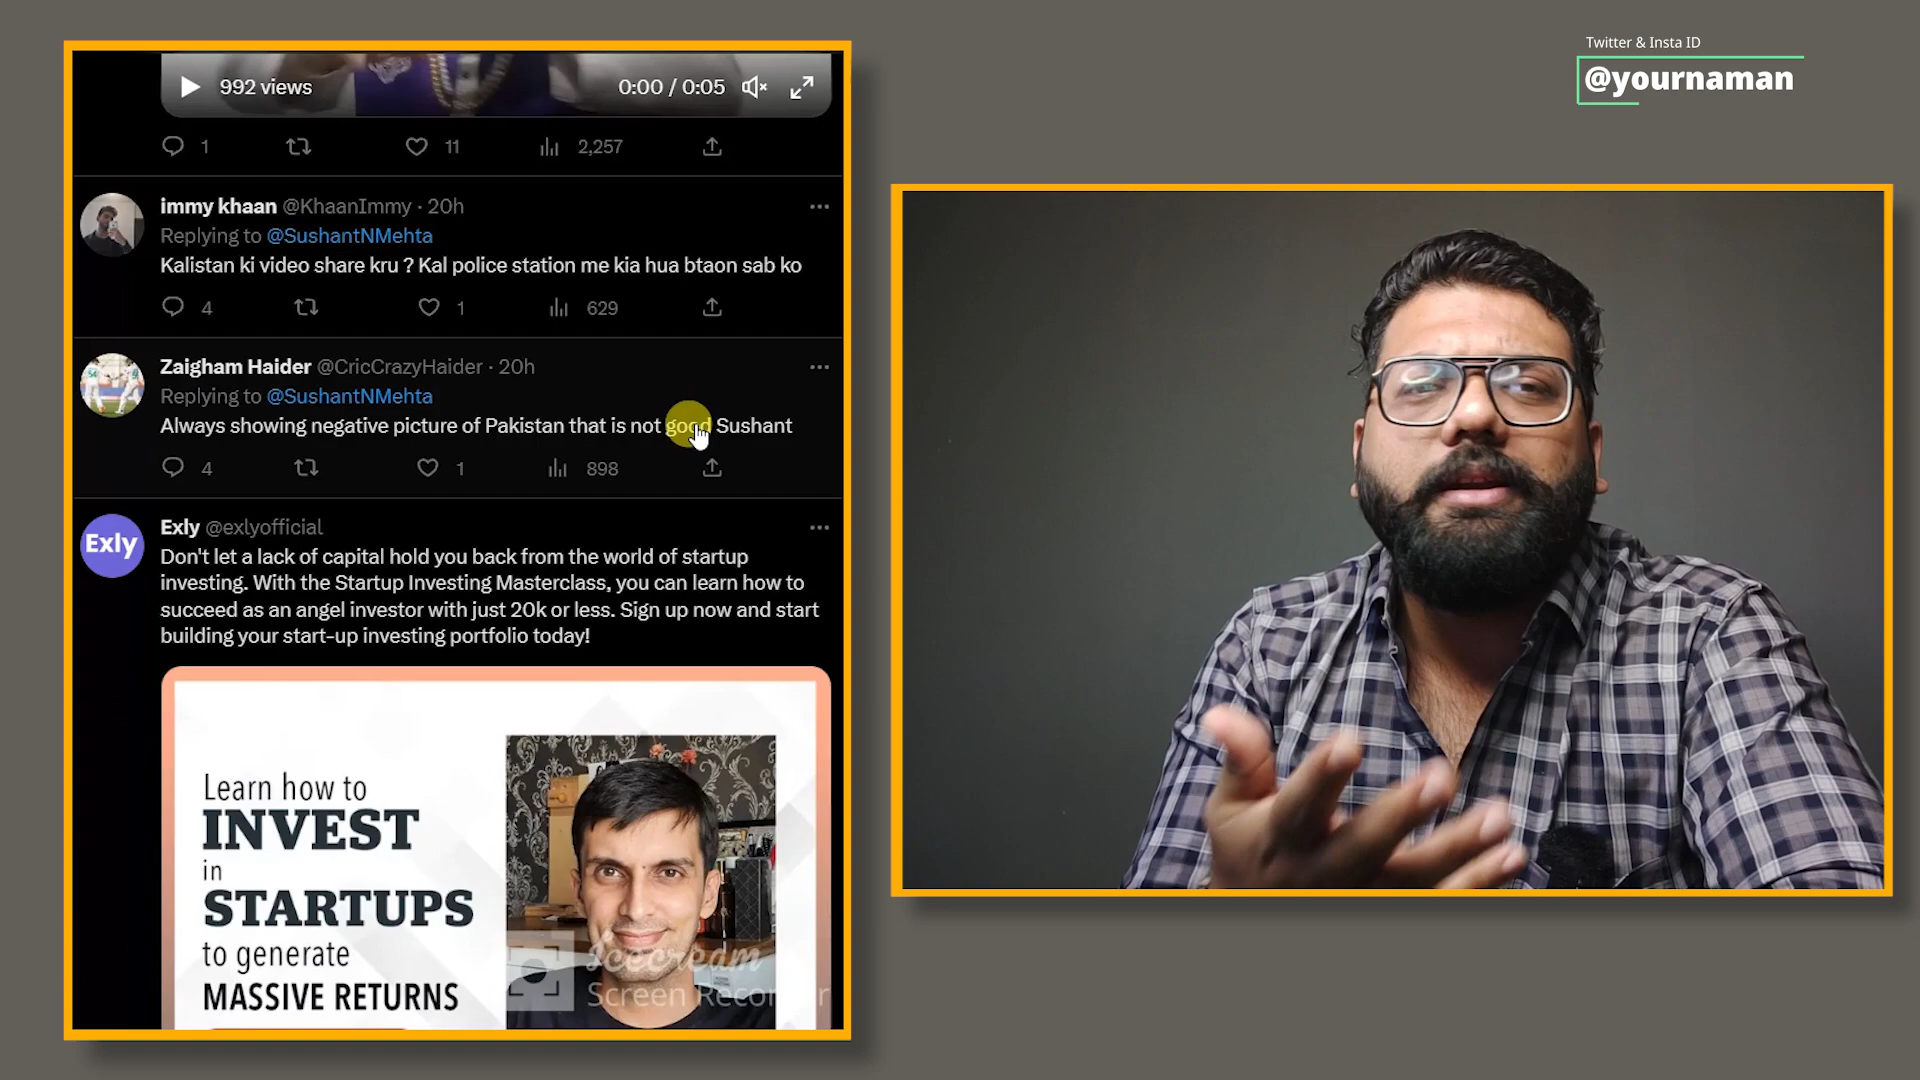 Twitter & Insta ID
@yournaman
992 views 0:00 / 0:05
1 11 2,257
immy khaan @KhaanImmy · 20h
Replying to @SushantNMehta
Kalistan ki video share kru ? Kal police station me kia hua btaon sab ko
4 1 629
Zaigham Haider @CricCrazyHaider · 20h
Replying to @SushantNMehta
Always showing negative picture of Pakistan that is not good Sushant
4 1 898
Exly @exlyofficial
Exly
Don't let a lack of capital hold you back from the world of startup
investing. With the Startup Investing Masterclass, you can learn how to
succeed as an angel investor with just 20k or less. Sign up now and start
building your start-up investing portfolio today!
Learn how to
INVEST
in
STARTUPS
to generate
MASSIVE RETURNS
Icecream
Screen Recorder